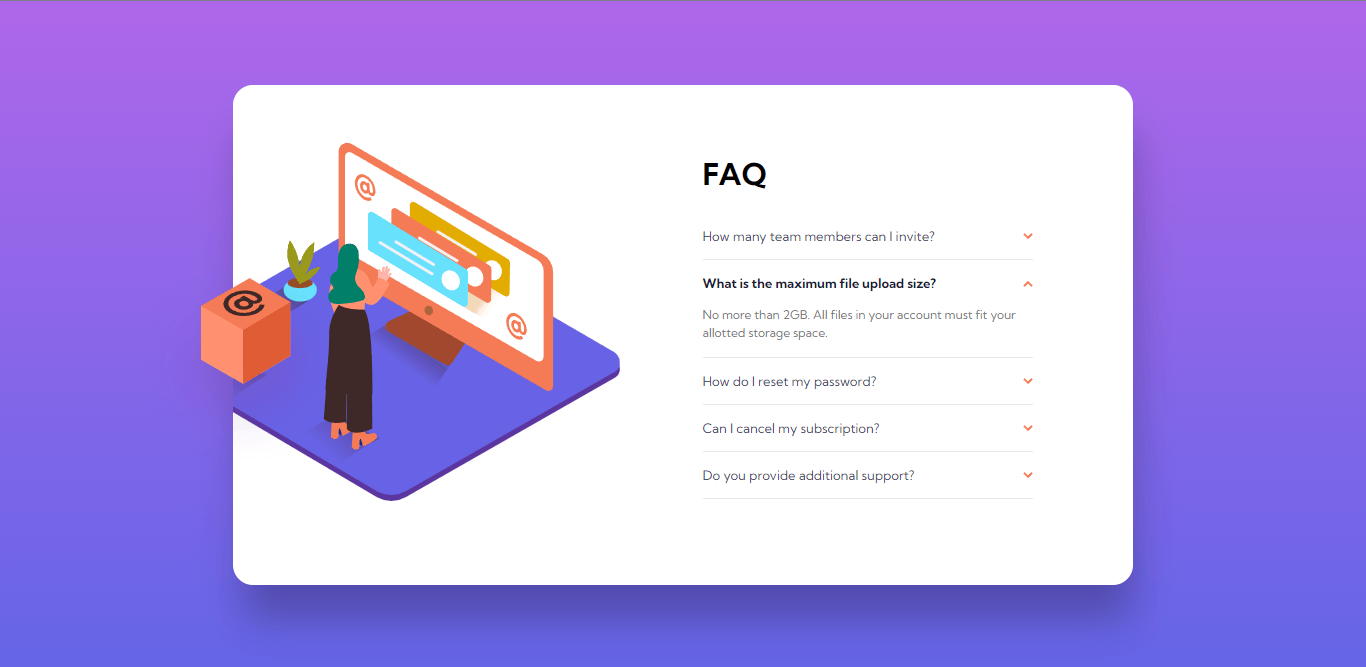 @
@
@
FAQ
How many team members can I invite?
What is the maximum file upload size?
No more than 2GB. All files in your account must fit your
allotted storage space.
How do I reset my password?
Can I cancel my subscription?
Do you provide additional support?